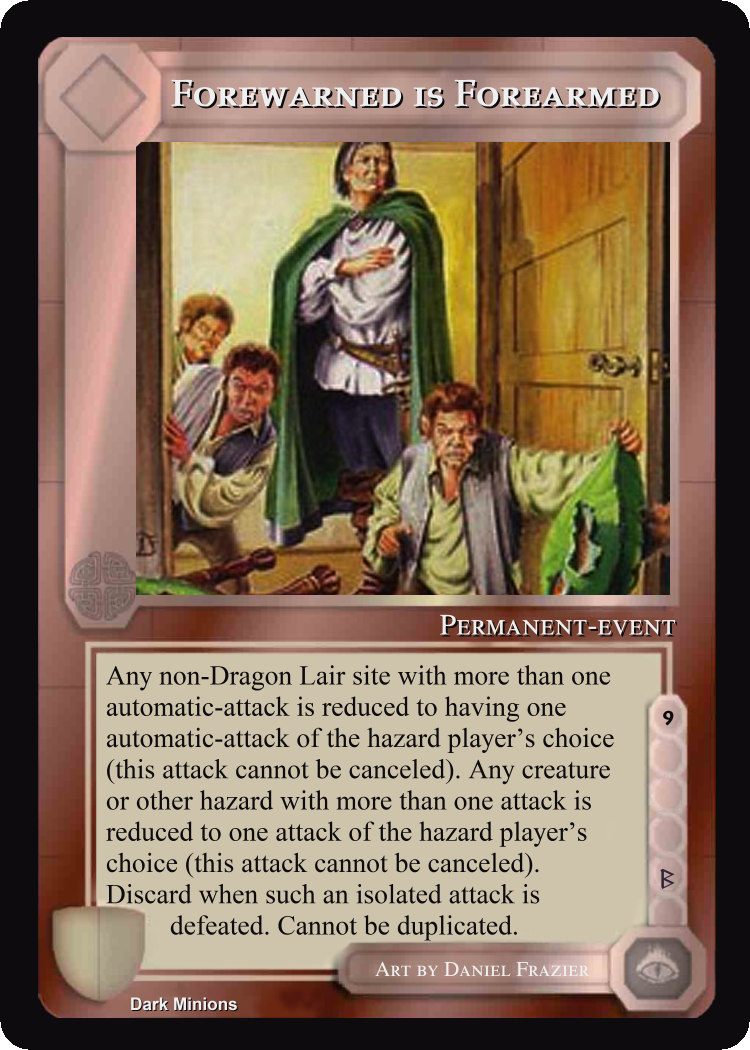 Forewarned is Forearmed
Permanent-event
Any non-Dragon Lair site with more than one
automatic-attack is reduced to having one
automatic-attack of the hazard player’s choice
(this attack cannot be canceled). Any creature
or other hazard with more than one attack is
reduced to one attack of the hazard player’s
choice (this attack cannot be canceled).
Discard when such an isolated attack is
defeated. Cannot be duplicated.
9
ᛒ
Art by Daniel Frazier
Dark Minions